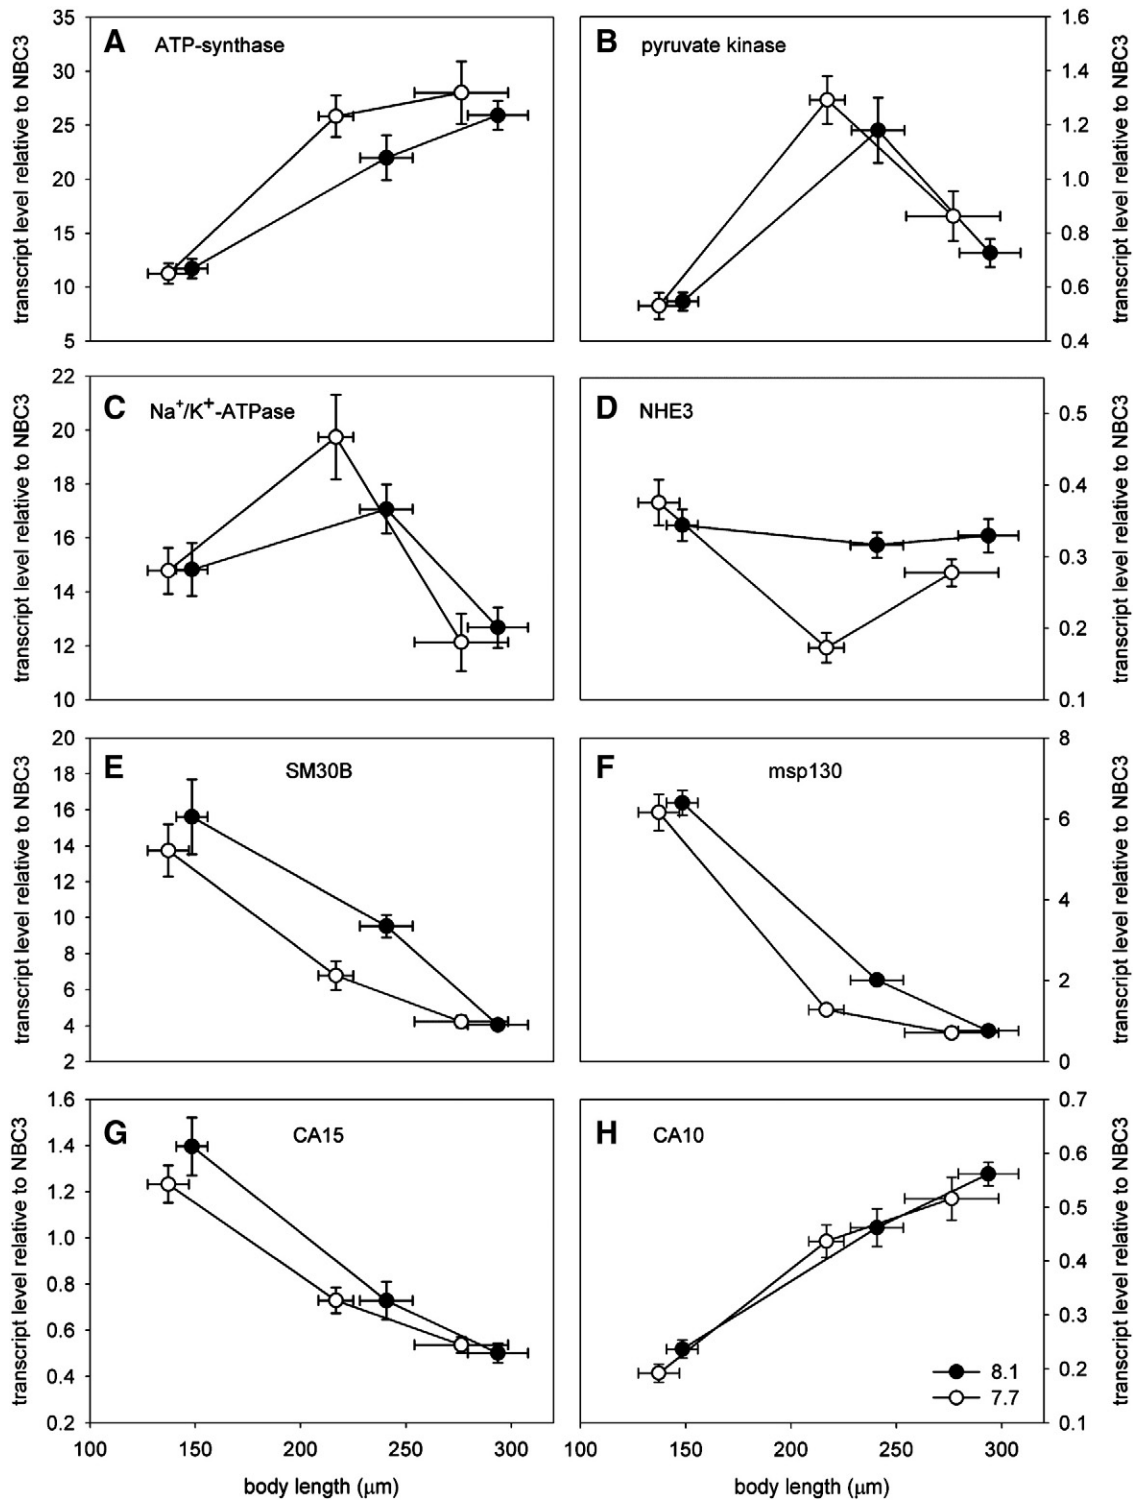 A ATP-synthase
35
30
25
20
15
10
5
transcript level relative to NBC3
B pyruvate kinase
1.6
1.4
1.2
1.0
0.8
0.6
0.4
transcript level relative to NBC3
C Na+/K+-ATPase
22
20
18
16
14
12
10
transcript level relative to NBC3
D NHE3
0.5
0.4
0.3
0.2
0.1
transcript level relative to NBC3
E SM30B
20
18
16
14
12
10
8
6
4
2
transcript level relative to NBC3
F msp130
8
6
4
2
0
transcript level relative to NBC3
G CA15
1.6
1.4
1.2
1.0
0.8
0.6
0.4
0.2
transcript level relative to NBC3
100 150 200 250 300
body length (μm)
H CA10
0.7
0.6
0.5
0.4
0.3
0.2
0.1
transcript level relative to NBC3
8.1
7.7
100 150 200 250 300
body length (μm)